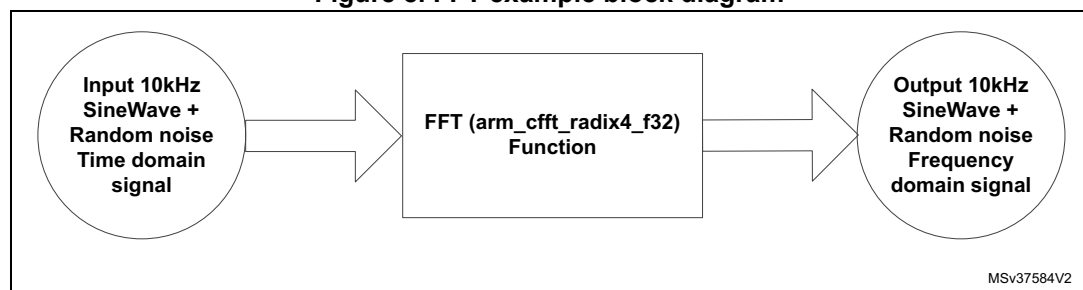 Figure 8. FFT example block diagram
Input 10kHz
SineWave +
Random noise
Time domain
signal
FFT (arm_cfft_radix4_f32)
Function
Output 10kHz
SineWave +
Random noise
Frequency
domain signal
MSv37584V2